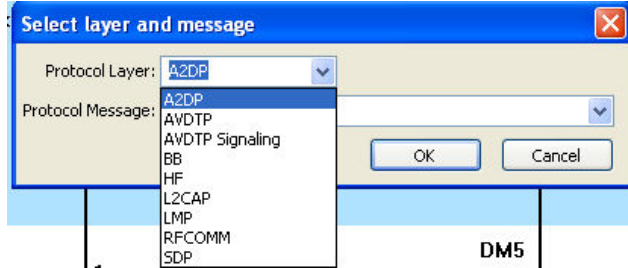 Select layer and message
Protocol Layer: A2DP
A2DP
Protocol Message:
AVDTP
AVDTP Signaling
BB
OK
Cancel
HF
L2CAP
LMP
RFCOMM
SDP
DM5